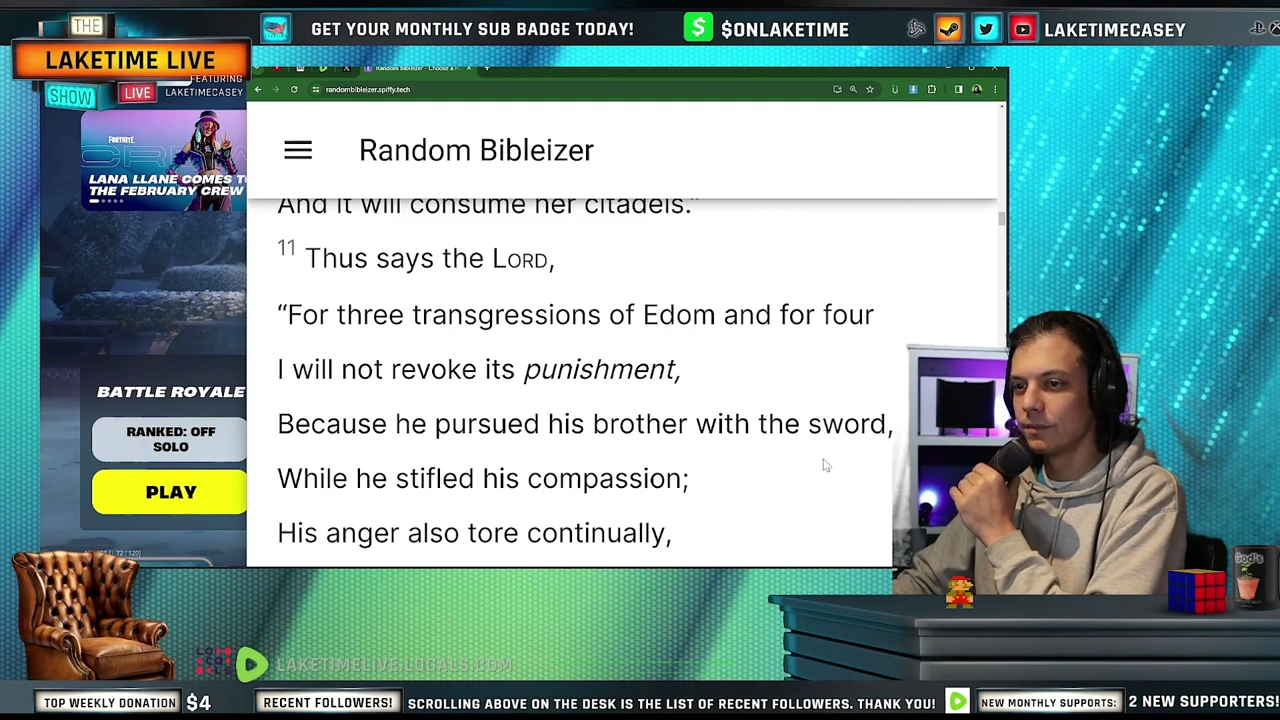 THE
LAKETIME LIVE
FEATURING
SHOW
LIVE
LAKETIMECASEY
GET YOUR MONTHLY SUB BADGE TODAY!
$ONLAKETIME
LAKETIMECASEY
randombibleizer.spiffy.tech
Random Bibleizer
And it will consume her citadels.”
11 Thus says the LORD,
“For three transgressions of Edom and for four
I will not revoke its punishment,
Because he pursued his brother with the sword,
While he stifled his compassion;
His anger also tore continually,
FORTNITE
CREW
LANA LLANE COMES TO
THE FEBRUARY CREW
BATTLE ROYALE
RANKED: OFF
SOLO
PLAY
God's
LOCALS
LAKETIMELIVE.LOCALS.COM
TOP WEEKLY DONATION
$4
RECENT FOLLOWERS!
SCROLLING ABOVE ON THE DESK IS THE LIST OF RECENT FOLLOWERS. THANK YOU!
NEW MONTHLY SUPPORTS:
2 NEW SUPPORTERS!